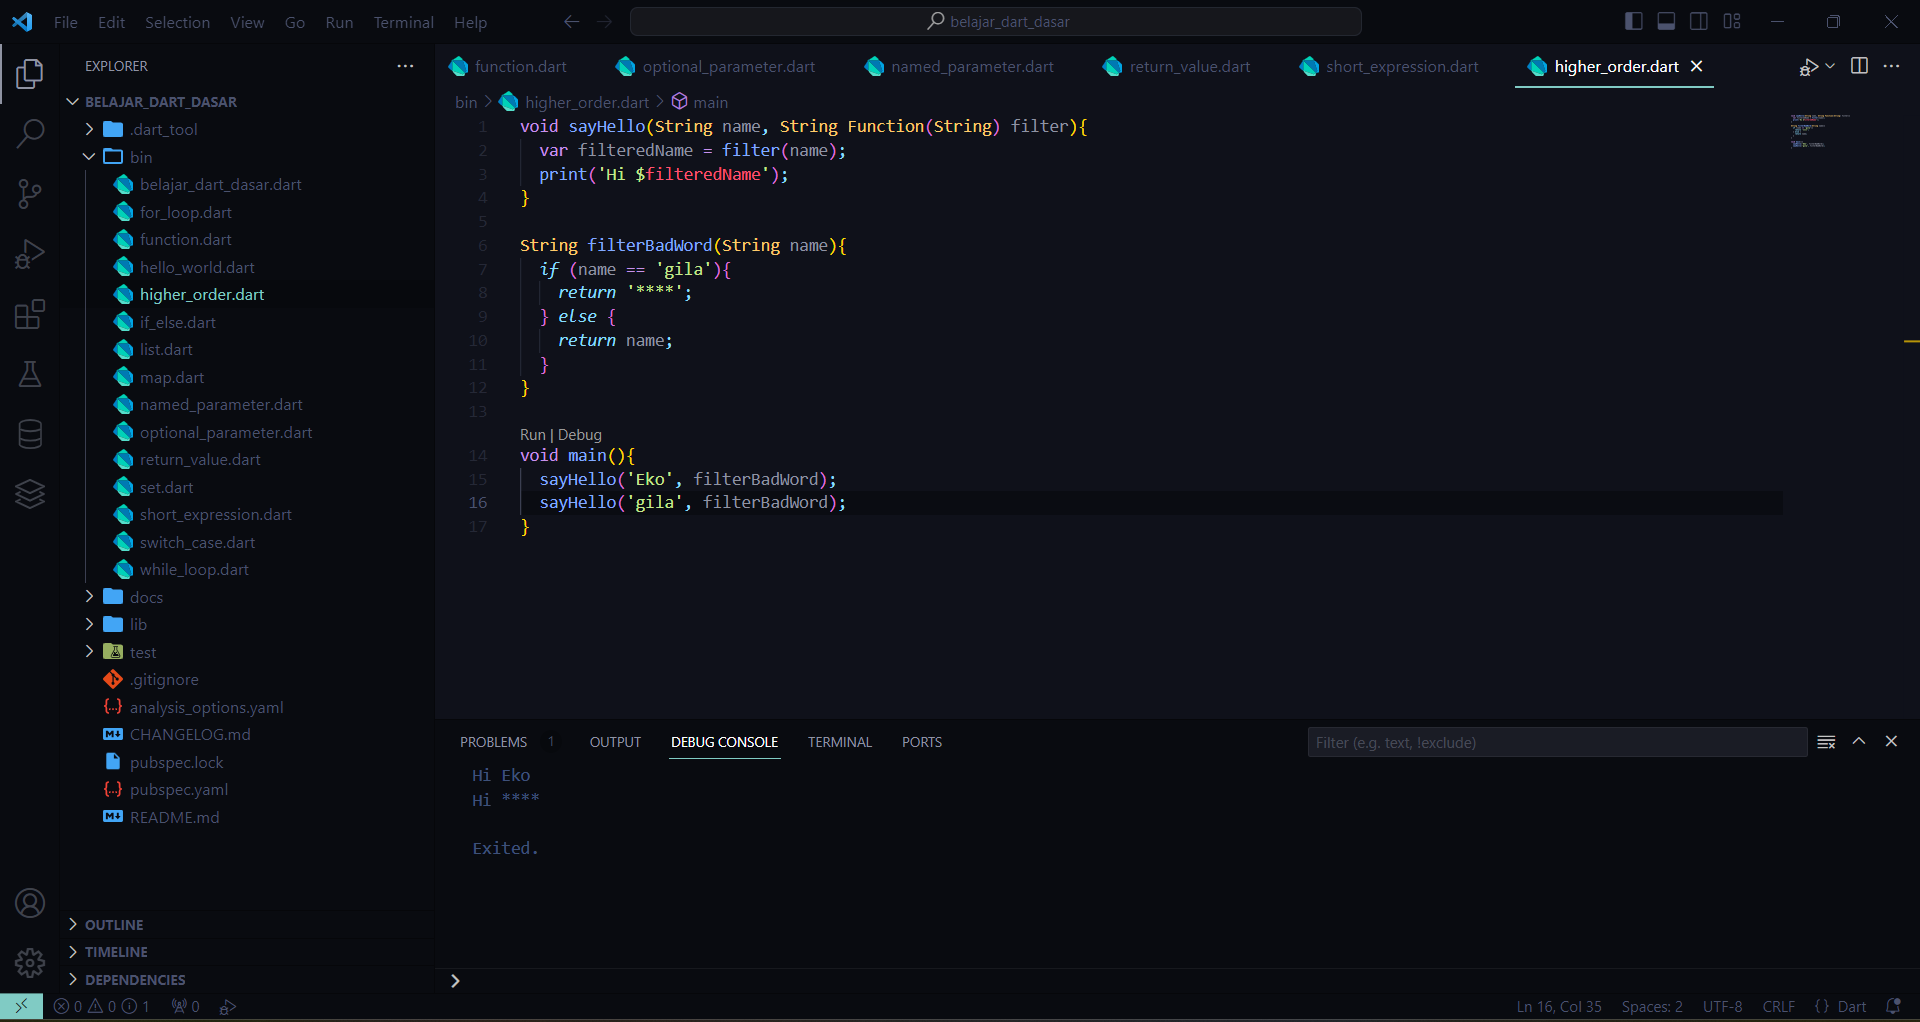 File Edit Selection View Go Run Terminal Help
belajar_dart_dasar
EXPLORER
BELAJAR_DART_DASAR
.dart_tool
bin
belajar_dart_dasar.dart
for_loop.dart
function.dart
hello_world.dart
higher_order.dart
if_else.dart
list.dart
map.dart
named_parameter.dart
optional_parameter.dart
return_value.dart
set.dart
short_expression.dart
switch_case.dart
while_loop.dart
docs
lib
test
.gitignore
analysis_options.yaml
CHANGELOG.md
pubspec.lock
pubspec.yaml
README.md
OUTLINE
TIMELINE
DEPENDENCIES
function.dart optional_parameter.dart named_parameter.dart return_value.dart short_expression.dart higher_order.dart
bin > higher_order.dart > main
1 void sayHello(String name, String Function(String) filter){
2 var filteredName = filter(name);
3 print('Hi $filteredName');
4 }
5
6 String filterBadWord(String name){
7 if (name == 'gila'){
8 return '****';
9 } else {
10 return name;
11 }
12 }
13
Run | Debug
14 void main(){
15 sayHello('Eko', filterBadWord);
16 sayHello('gila', filterBadWord);
17 }
PROBLEMS 1 OUTPUT DEBUG CONSOLE TERMINAL PORTS
Filter (e.g. text, !exclude)
Hi Eko
Hi ****
Exited.
0 0 1 0
Ln 16, Col 35 Spaces: 2 UTF-8 CRLF {} Dart